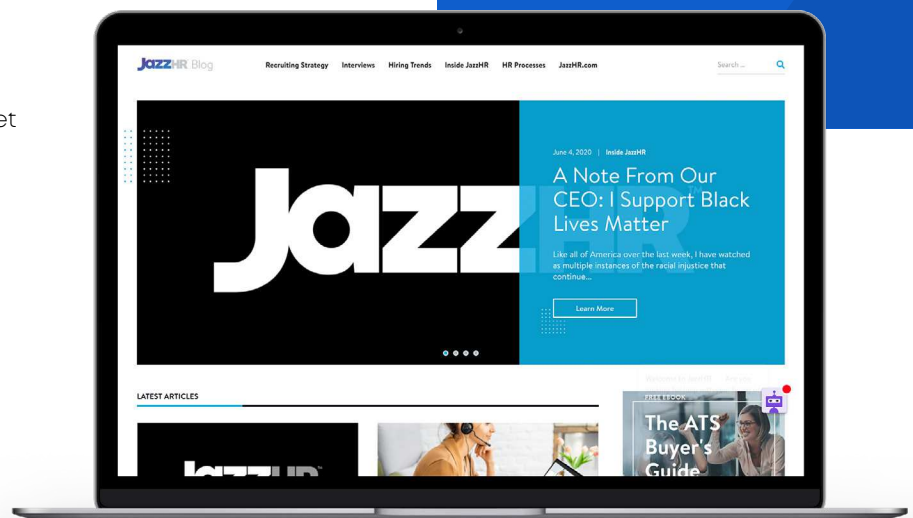 et
JazzHR Blog
Recruiting Strategy Interviews Hiring Trends Inside JazzHR HR Processes JazzHR.com
Search ...
June 4, 2020 | Inside JazzHR
JazzHR™
A Note From Our
CEO: I Support Black
Lives Matter
Like all of America over the last week, I have watched
as multiple instances of the racial injustice that
continue...
Learn More
LATEST ARTICLES
FREE EBOOK
JazzHR™
The ATS
Buyer's
Guide